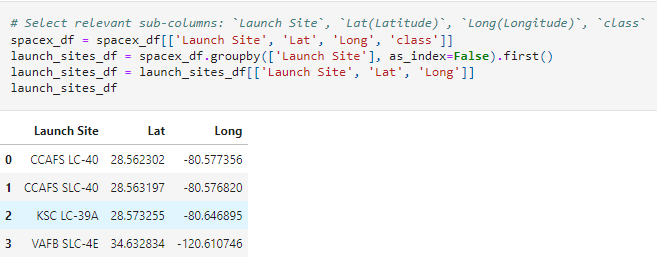 # Select relevant sub-columns: `Launch Site`, `Lat(Latitude)`, `Long(Longitude)`, `class`
spacex_df = spacex_df[['Launch Site', 'Lat', 'Long', 'class']]
launch_sites_df = spacex_df.groupby(['Launch Site'], as_index=False).first()
launch_sites_df = launch_sites_df[['Launch Site', 'Lat', 'Long']]
launch_sites_df
Launch Site Lat Long
0 CCAFS LC-40 28.562302 -80.577356
1 CCAFS SLC-40 28.563197 -80.576820
2 KSC LC-39A 28.573255 -80.646895
3 VAFB SLC-4E 34.632834 -120.610746